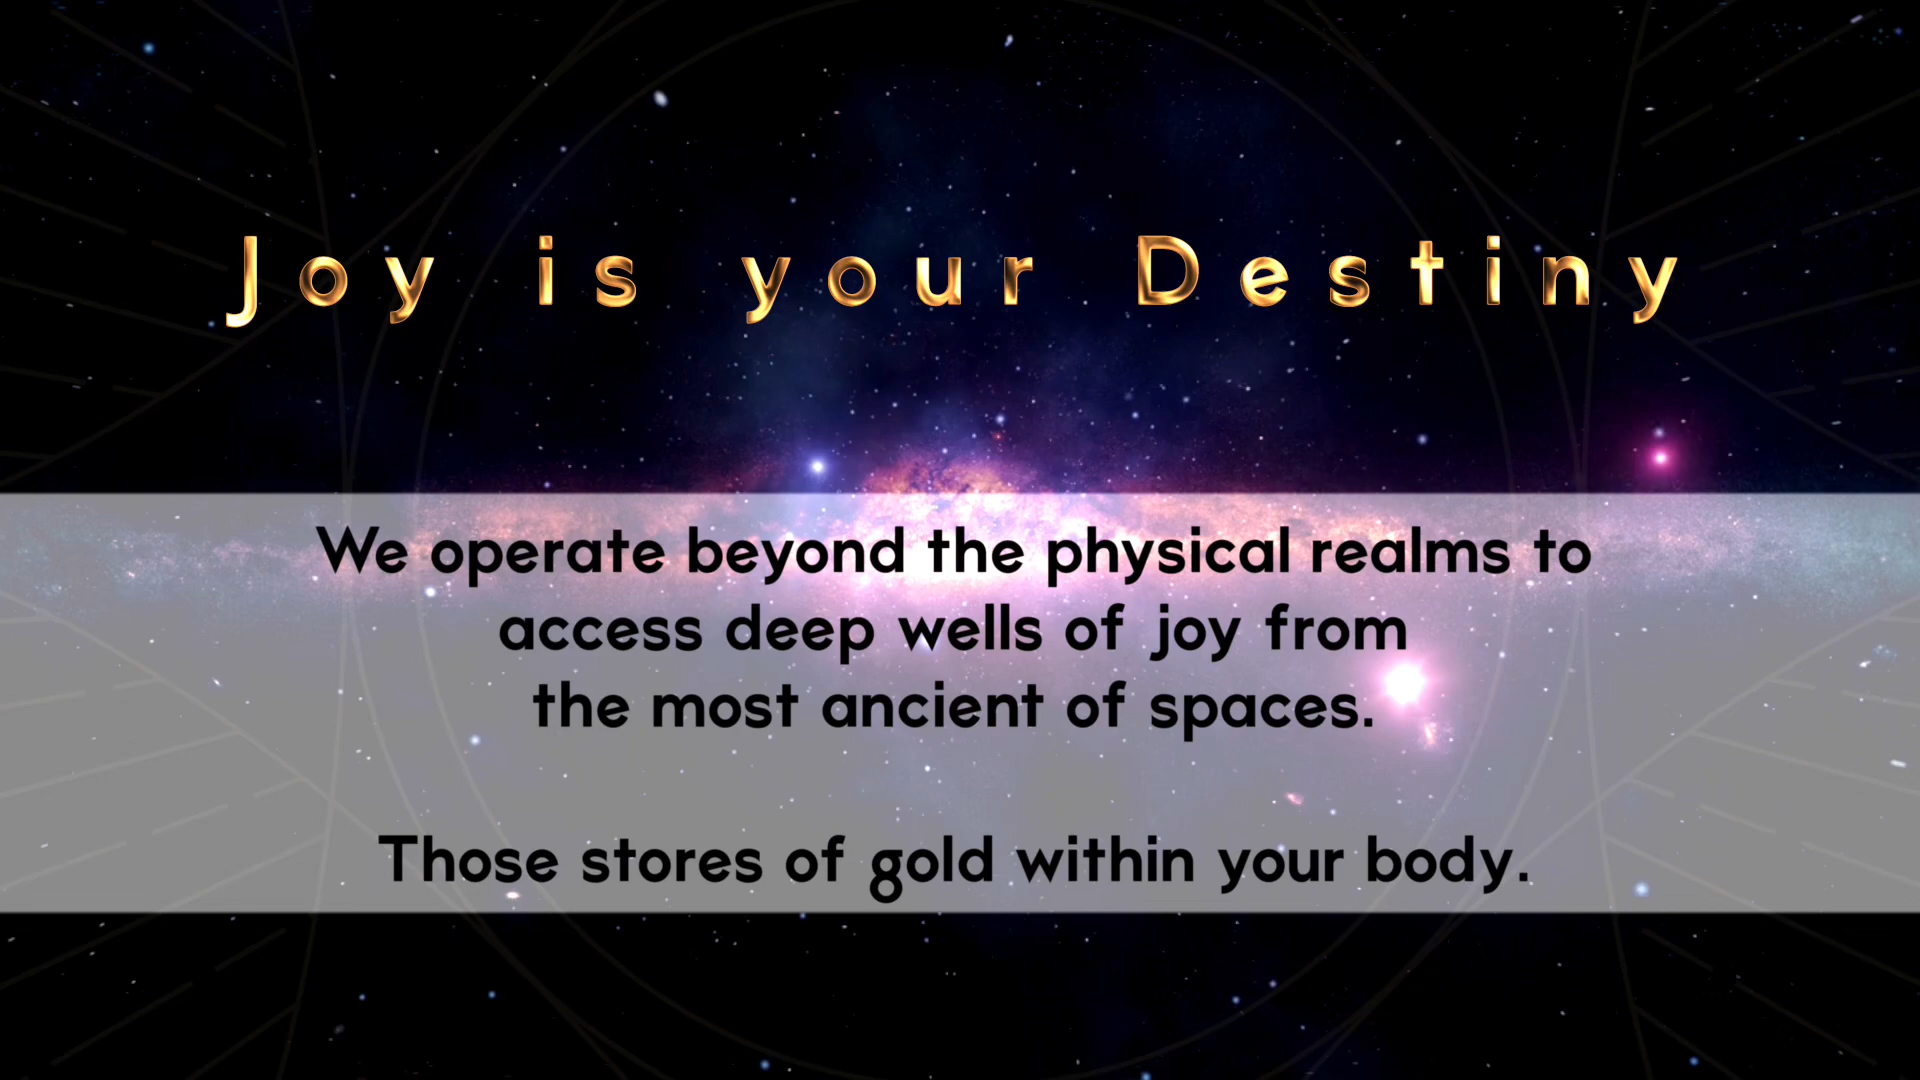 Joy is your Destiny
We operate beyond the physical realms to
access deep wells of joy from
the most ancient of spaces.
Those stores of gold within your body.